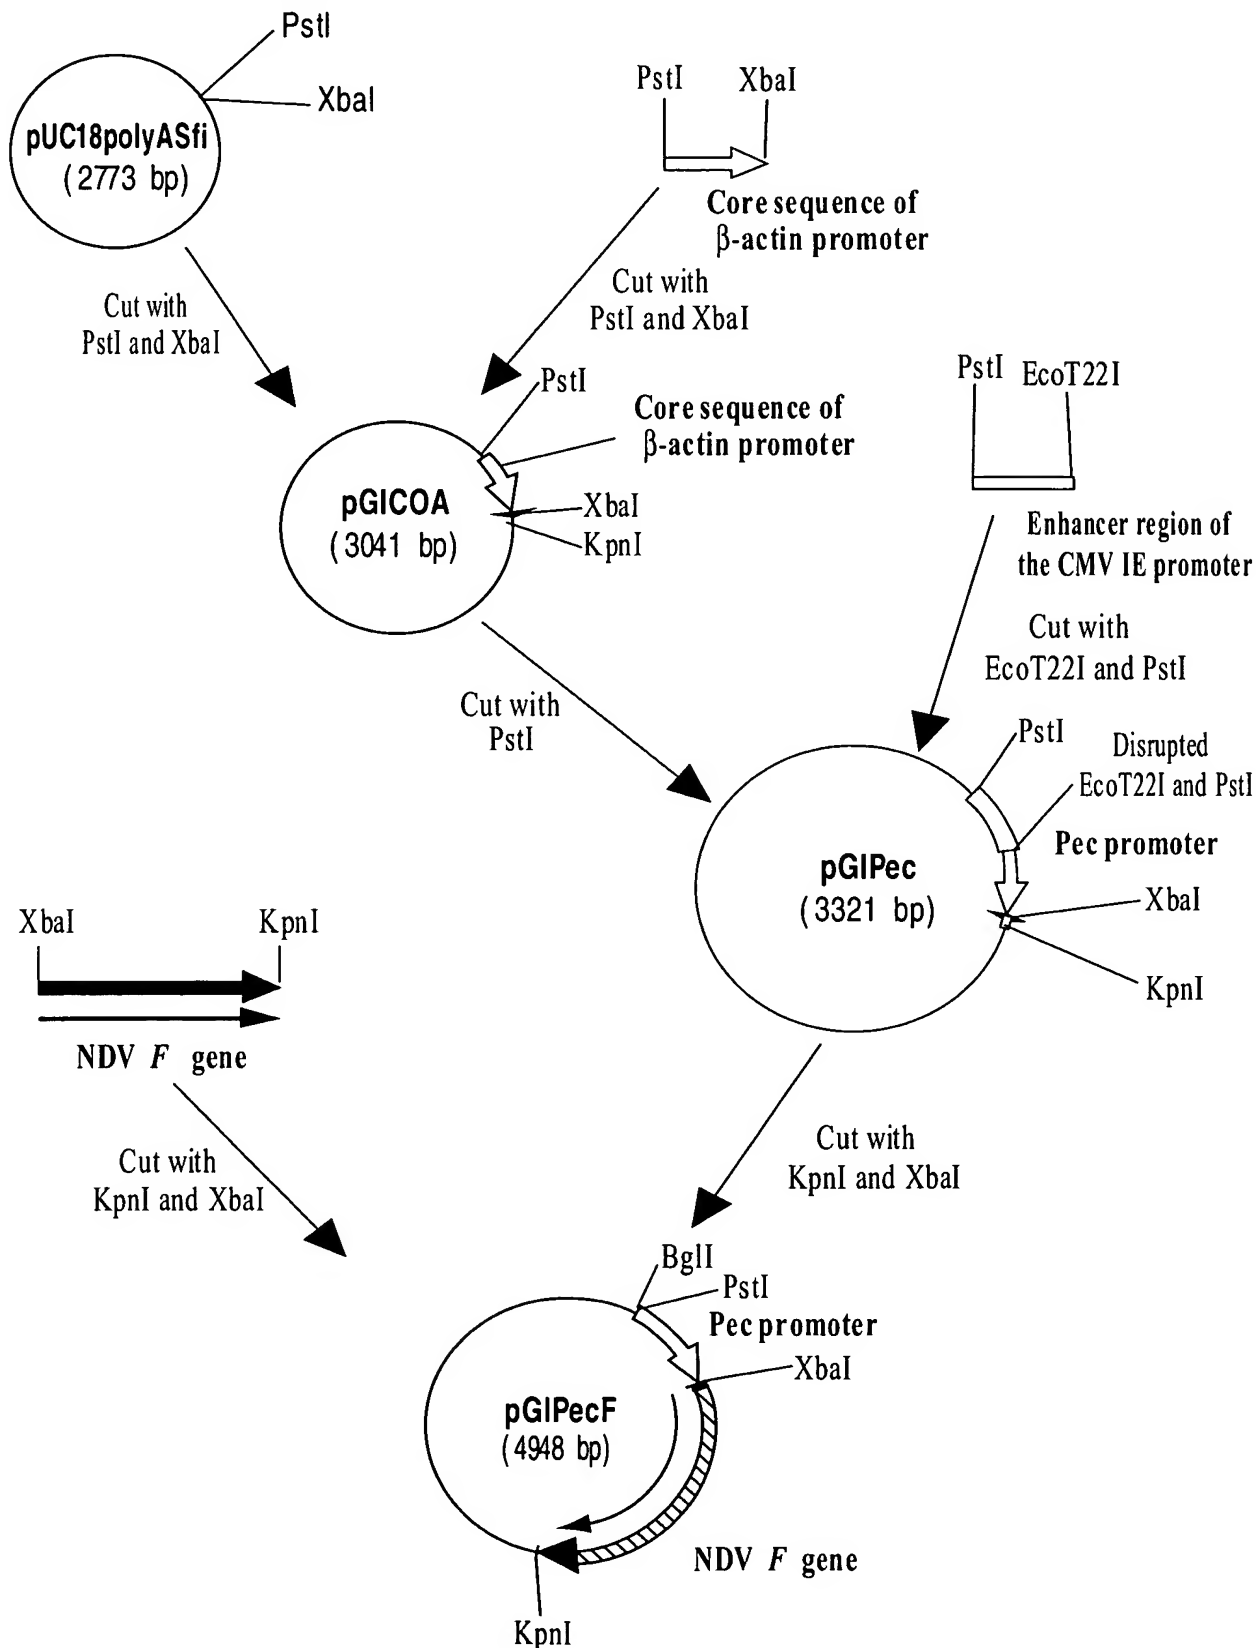 PstI
XbaI
pUC18polyASfi
(2773 bp)
PstI XbaI
Core sequence of
β-actin promoter
Cut with
PstI and XbaI
Cut with
PstI and XbaI
PstI EcoT22I
PstI
Core sequence of
β-actin promoter
pGICOA
(3041 bp)
XbaI
KpnI
Enhancer region of
the CMV IE promoter
Cut with
EcoT22I and PstI
Cut with
PstI
PstI
Disrupted
EcoT22I and PstI
Pec promoter
pGIPec
(3321 bp)
XbaI
KpnI
XbaI KpnI
NDV F gene
Cut with
KpnI and XbaI
Cut with
KpnI and XbaI
BglI
PstI
Pec promoter
XbaI
pGIPecF
(4948 bp)
NDV F gene
KpnI